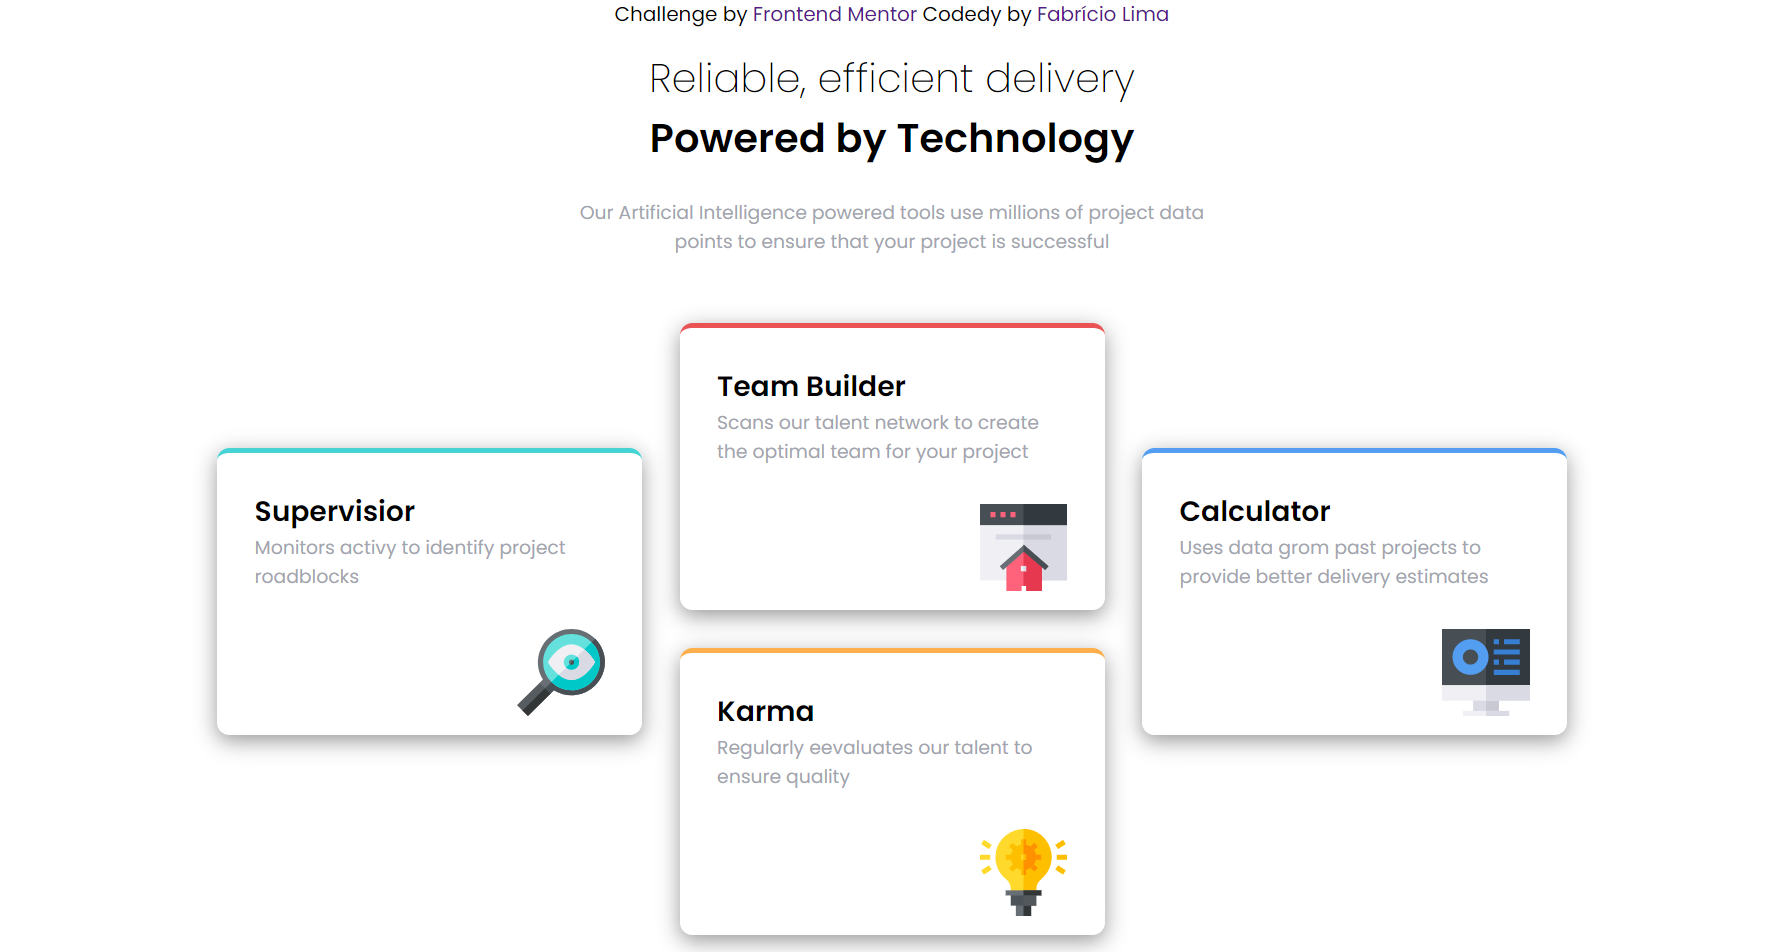 Challenge by Frontend Mentor Codedy by Fabrício Lima
Reliable, efficient delivery
Powered by Technology
Our Artificial Intelligence powered tools use millions of project data
points to ensure that your project is successful
Team Builder
Scans our talent network to create
the optimal team for your project
Supervisior
Monitors activy to identify project
roadblocks
Calculator
Uses data grom past projects to
provide better delivery estimates
Karma
Regularly eevaluates our talent to
ensure quality